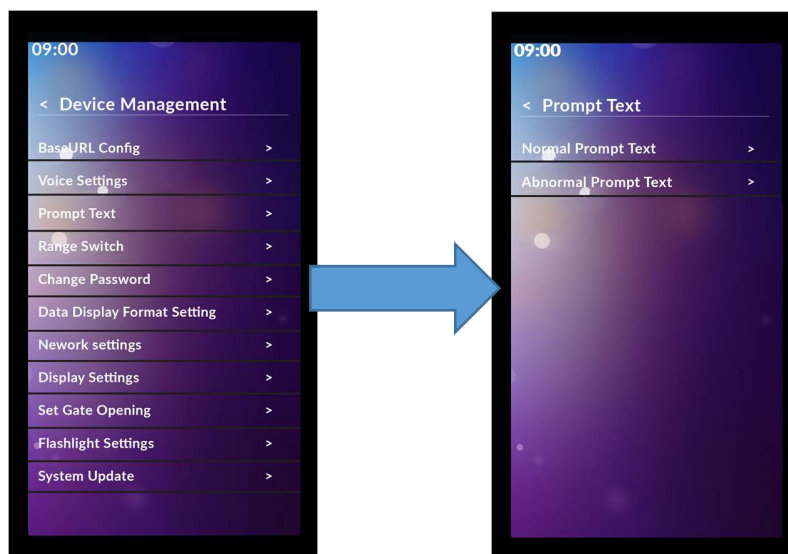 09:00
< Device Management
BaseURL Config >
Voice Settings >
Prompt Text >
Range Switch >
Change Password >
Data Display Format Setting >
Nework settings >
Display Settings >
Set Gate Opening >
Flashlight Settings >
System Update >
09:00
< Prompt Text
Normal Prompt Text >
Abnormal Prompt Text >